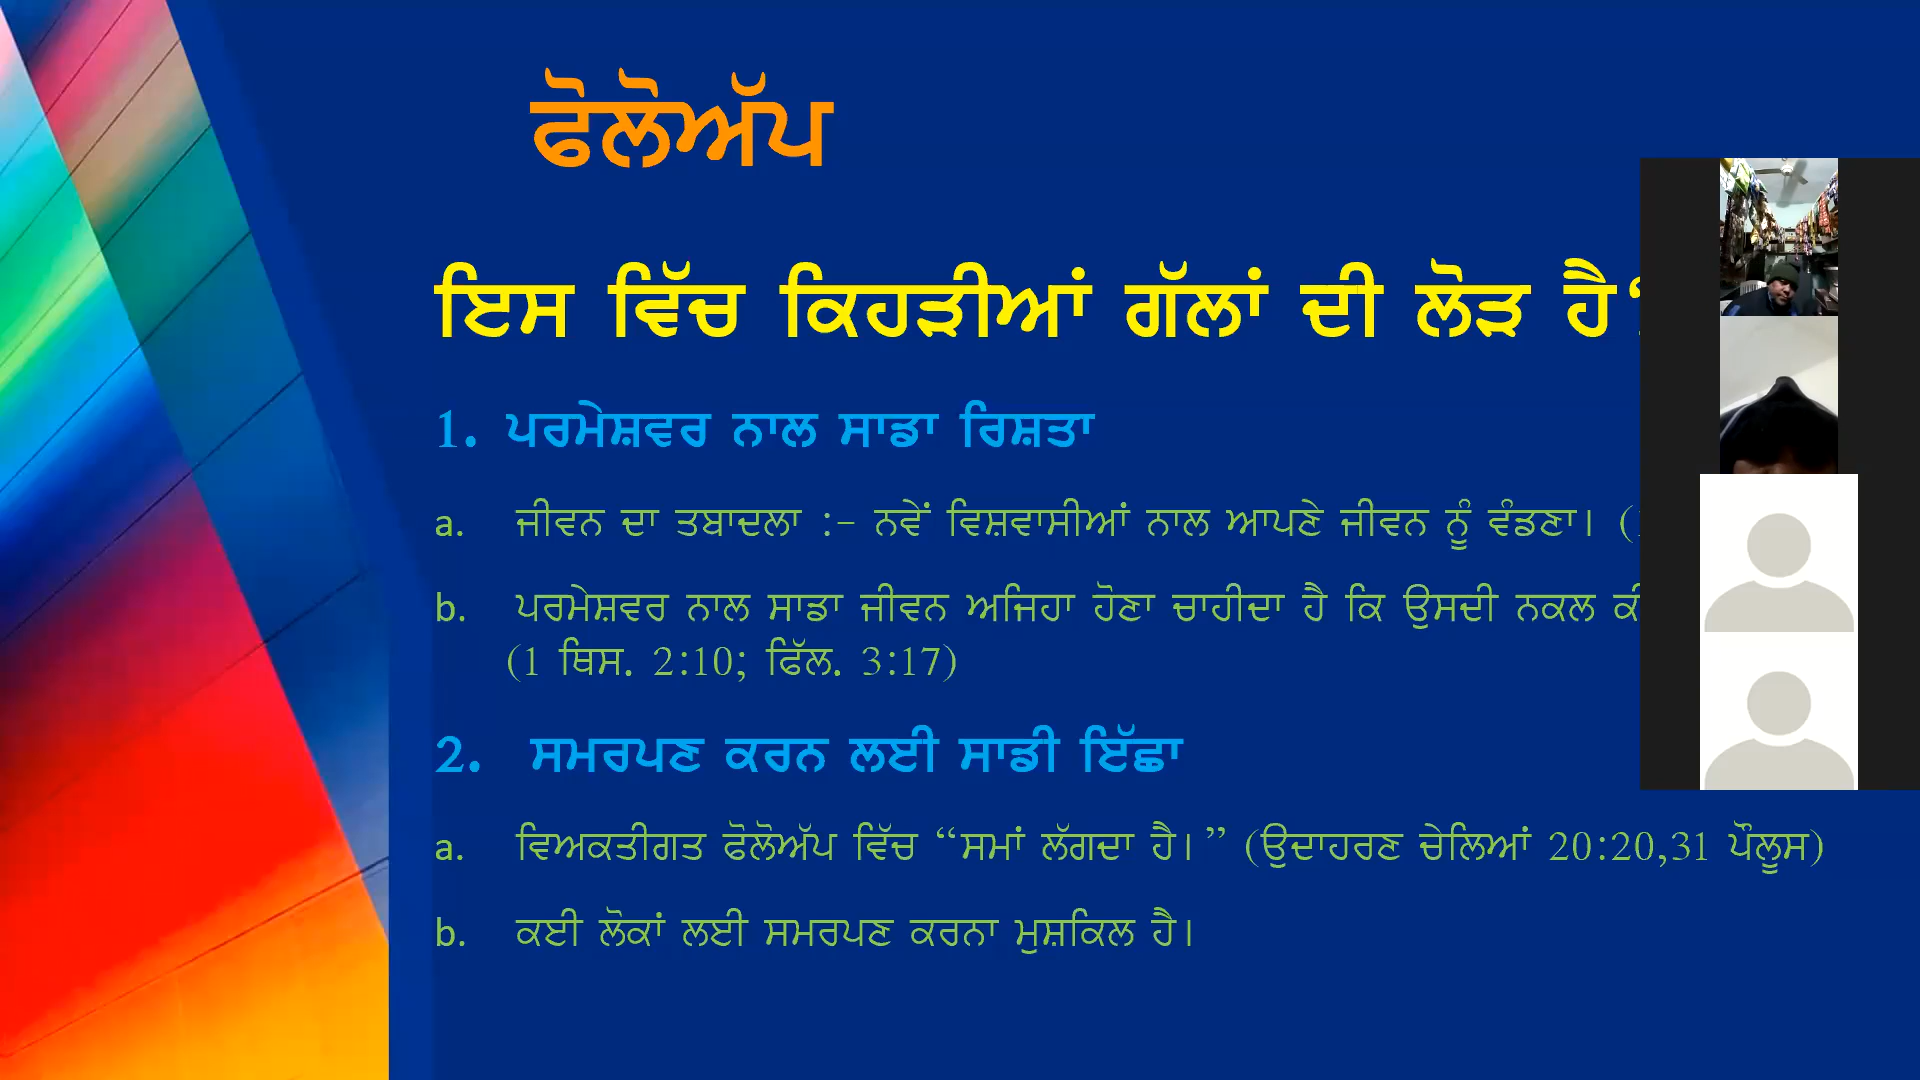 ਫੋਲੋਅੱਪ
ਇਸ ਵਿੱਚ ਕਿਹੜੀਆਂ ਗੱਲਾਂ ਦੀ ਲੋੜ ਹੈ
1. ਪਰਮੇਸ਼ਵਰ ਨਾਲ ਸਾਡਾ ਰਿਸ਼ਤਾ
a. ਜੀਵਨ ਦਾ ਤਬਾਦਲਾ :- ਨਵੇਂ ਵਿਸ਼ਵਾਸੀਆਂ ਨਾਲ ਆਪਣੇ ਜੀਵਨ ਨੂੰ ਵੰਡਣਾ।
b. ਪਰਮੇਸ਼ਵਰ ਨਾਲ ਸਾਡਾ ਜੀਵਨ ਅਜਿਹਾ ਹੋਣਾ ਚਾਹੀਦਾ ਹੈ ਕਿ ਉਸਦੀ ਨਕਲ
(1 ਥਿਸ. 2:10; ਫਿੱਲ. 3:17)
2. ਸਮਰਪਣ ਕਰਨ ਲਈ ਸਾਡੀ ਇੱਛਾ
a. ਵਿਅਕਤੀਗਤ ਫੋਲੋਅੱਪ ਵਿੱਚ “ਸਮਾਂ ਲੱਗਦਾ ਹੈ।” (ਉਦਾਹਰਣ ਚੇਲਿਆਂ 20:20,31 ਪੌਲੂਸ)
b. ਕਈ ਲੋਕਾਂ ਲਈ ਸਮਰਪਣ ਕਰਨਾ ਮੁਸ਼ਕਿਲ ਹੈ।